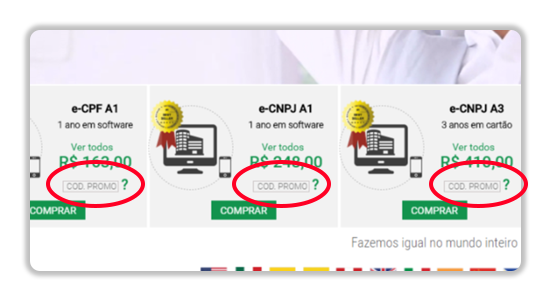 e-CPF A1
1 ano em software
Ver todos
R$ 163,00
COD. PROMO ?
COMPRAR
e-CNPJ A1
1 ano em software
Ver todos
R$ 248,00
COD. PROMO ?
COMPRAR
e-CNPJ A3
3 anos em cartão
Ver todos
R$ 410,00
COD. PROMO ?
COMPRAR
Fazemos igual no mundo inteiro